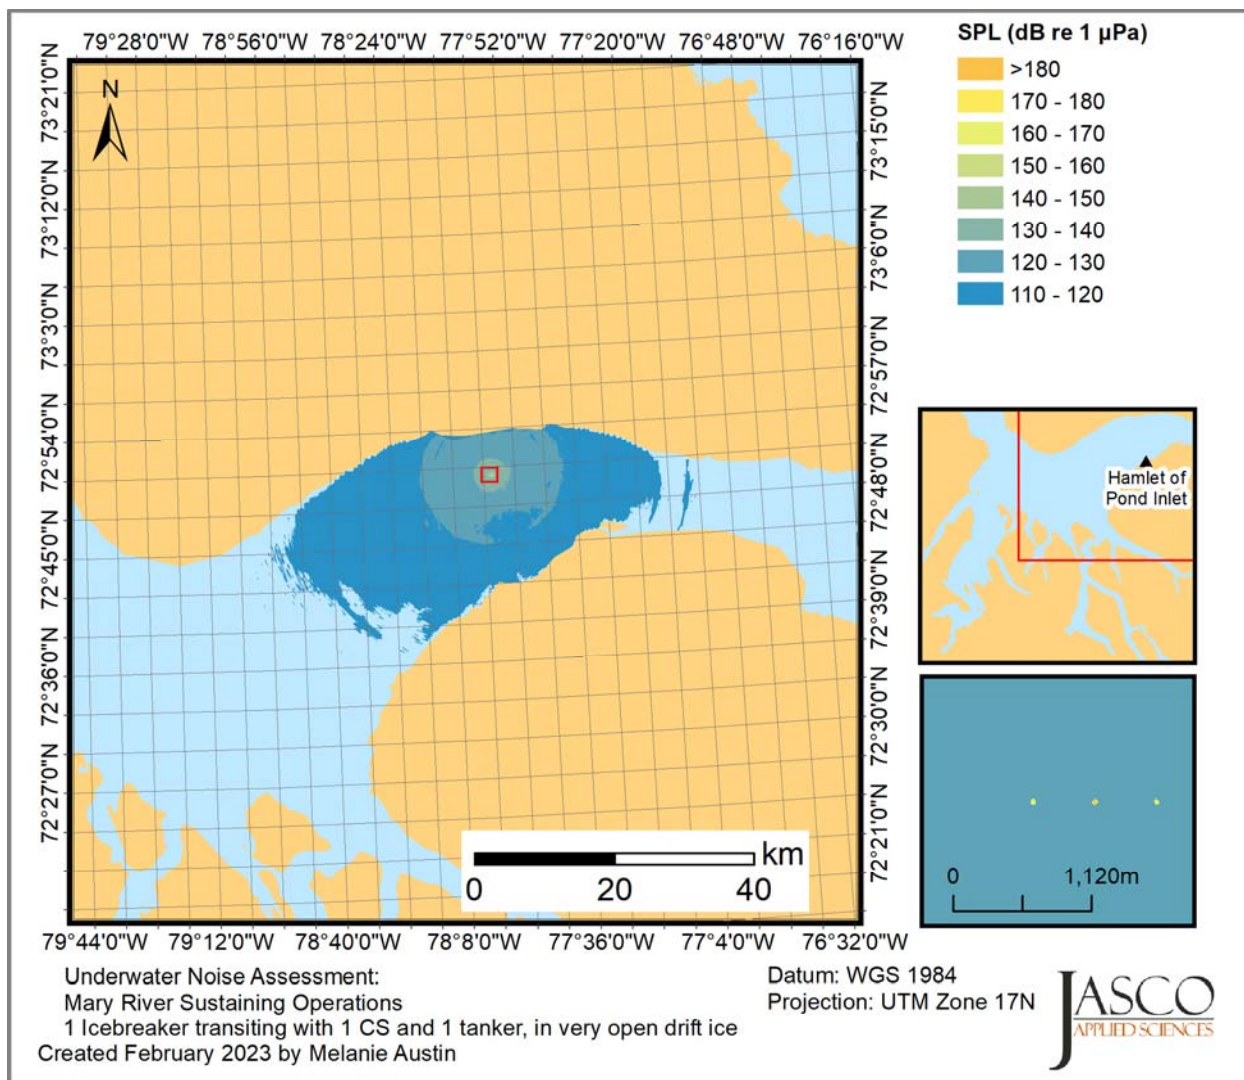 79°28'0"W 78°56'0"W 78°24'0"W 77°52'0"W 77°20'0"W 76°48'0"W 76°16'0"W
SPL (dB re 1 µPa)
>180
170 - 180
160 - 170
150 - 160
140 - 150
130 - 140
120 - 130
110 - 120
N
73°21'0"N
73°12'0"N
73°3'0"N
72°54'0"N
72°45'0"N
72°36'0"N
72°27'0"N
73°15'0"N
73°6'0"N
72°57'0"N
72°48'0"N
72°39'0"N
72°30'0"N
72°21'0"N
Hamlet of
Pond Inlet
km
0 20 40
0 1,120m
79°44'0"W 79°12'0"W 78°40'0"W 78°8'0"W 77°36'0"W 77°4'0"W 76°32'0"W
Underwater Noise Assessment:
Mary River Sustaining Operations
1 Icebreaker transiting with 1 CS and 1 tanker, in very open drift ice
Created February 2023 by Melanie Austin
Datum: WGS 1984
Projection: UTM Zone 17N
JASCO
APPLIED SCIENCES